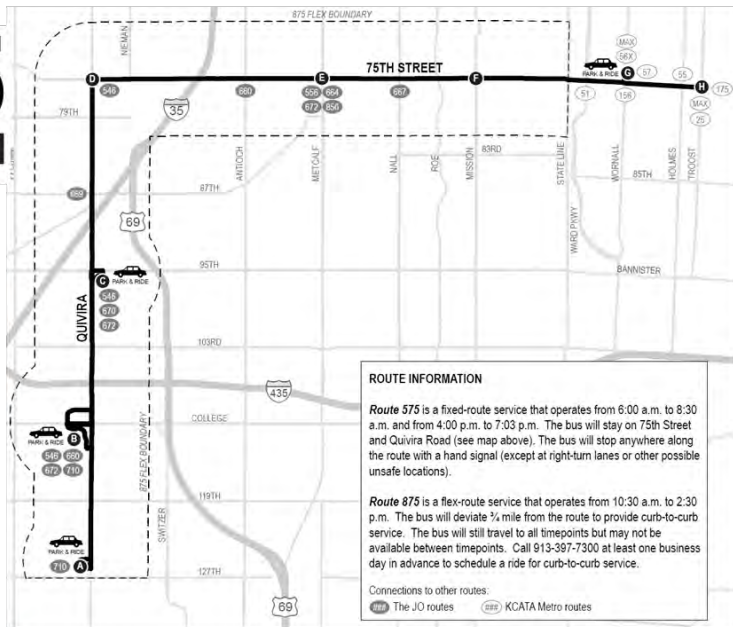 875 FLEX BOUNDARY
NIEMAN
75TH STREET
D
E
F
PARK & RIDE
G
H
MAX
56X
57
55
175
546
660
556
664
672
856
667
51
156
MAX
25
35
79TH
ANTIOCH
METCALF
NALL
ROE
MISSION
83RD
STATE LINE
WORNALL
HOLMES
TROOST
85TH
87TH
WARD PKWY
69
95TH
BANNISTER
QUIVIRA
C
PARK & RIDE
546
670
672
103RD
435
COLLEGE
B
PARK & RIDE
546
660
672
710
875 FLEX BOUNDARY
SWITZER
119TH
PARK & RIDE
710
A
127TH
69
ROUTE INFORMATION
Route 575 is a fixed-route service that operates from 6:00 a.m. to 8:30
a.m. and from 4:00 p.m. to 7:03 p.m. The bus will stay on 75th Street
and Quivira Road (see map above). The bus will stop anywhere along
the route with a hand signal (except at right-turn lanes or other possible
unsafe locations).
Route 875 is a flex-route service that operates from 10:30 a.m. to 2:30
p.m. The bus will deviate ¾ mile from the route to provide curb-to-curb
service. The bus will still travel to all timepoints but may not be
available between timepoints. Call 913-397-7300 at least one business
day in advance to schedule a ride for curb-to-curb service.
Connections to other routes:
### The JO routes
### KCATA Metro routes